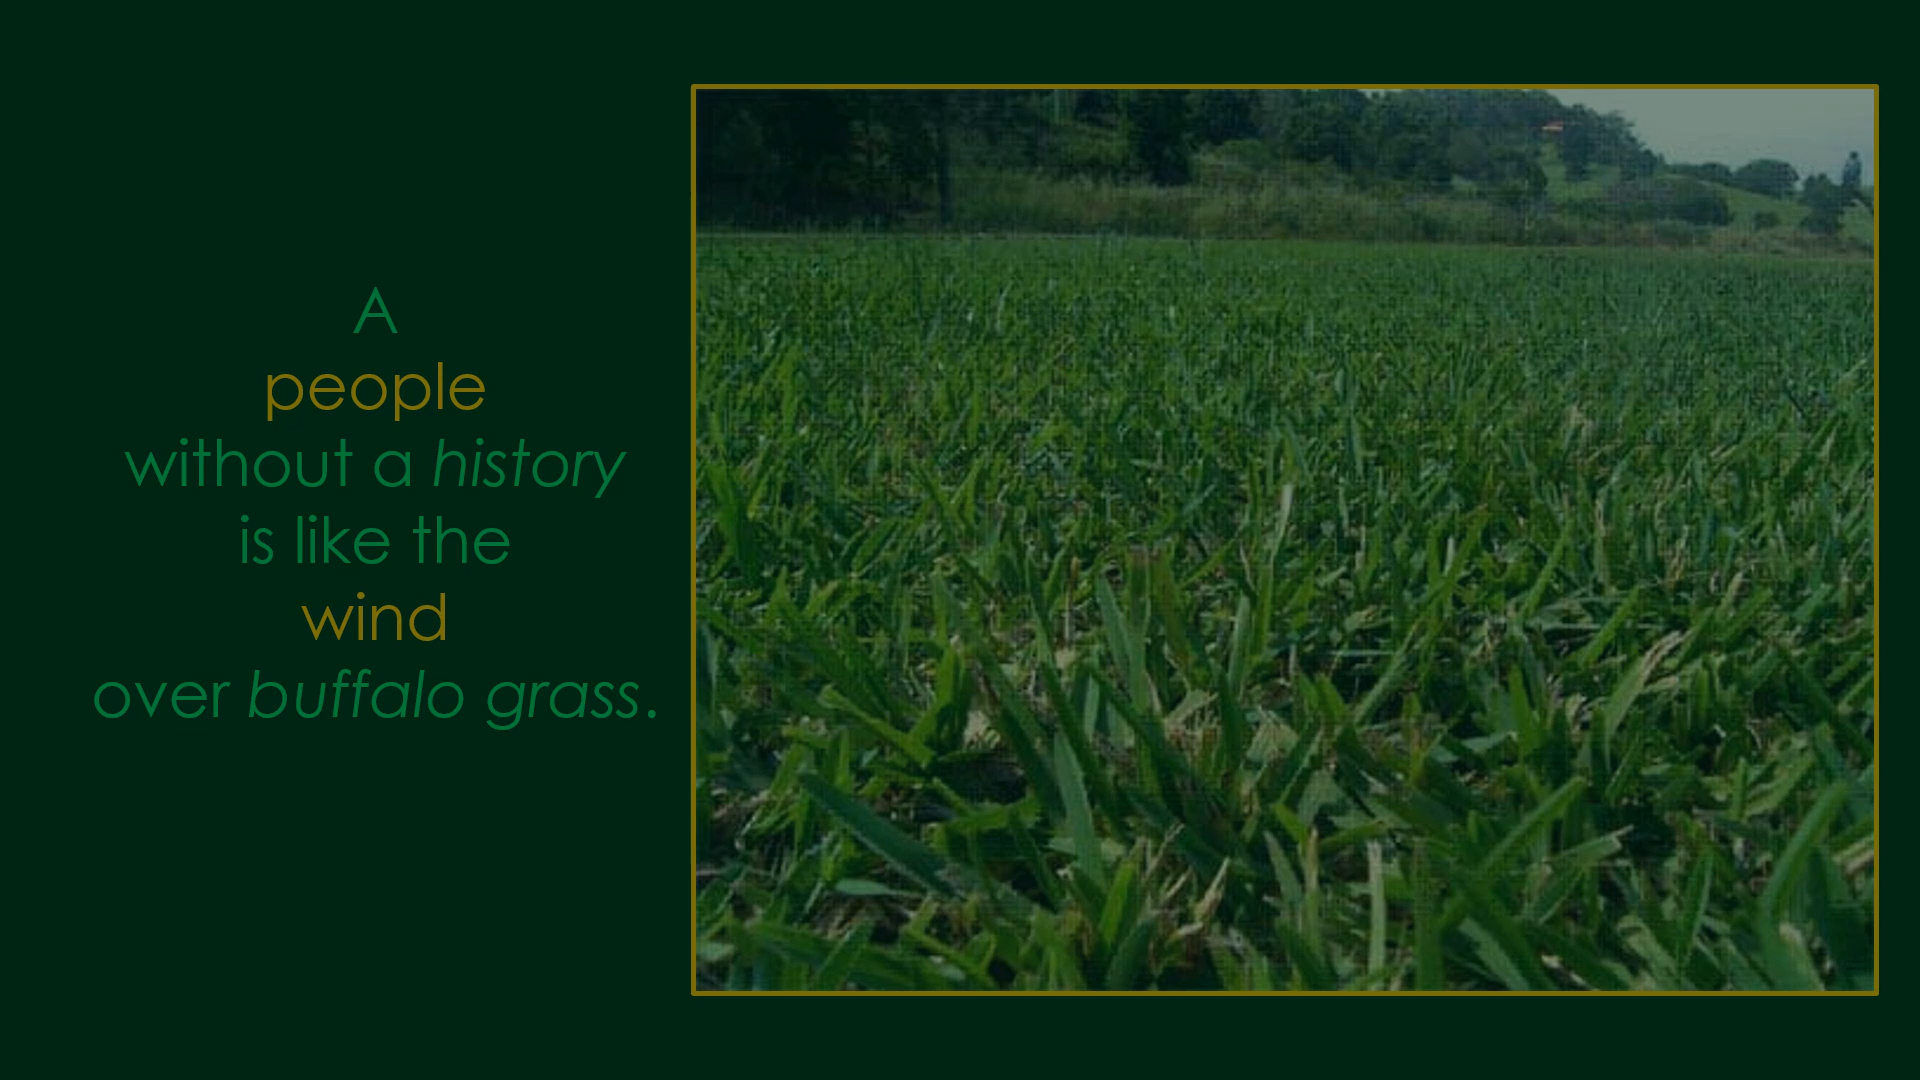 A
people
without a history
is like the
wind
over buffalo grass.